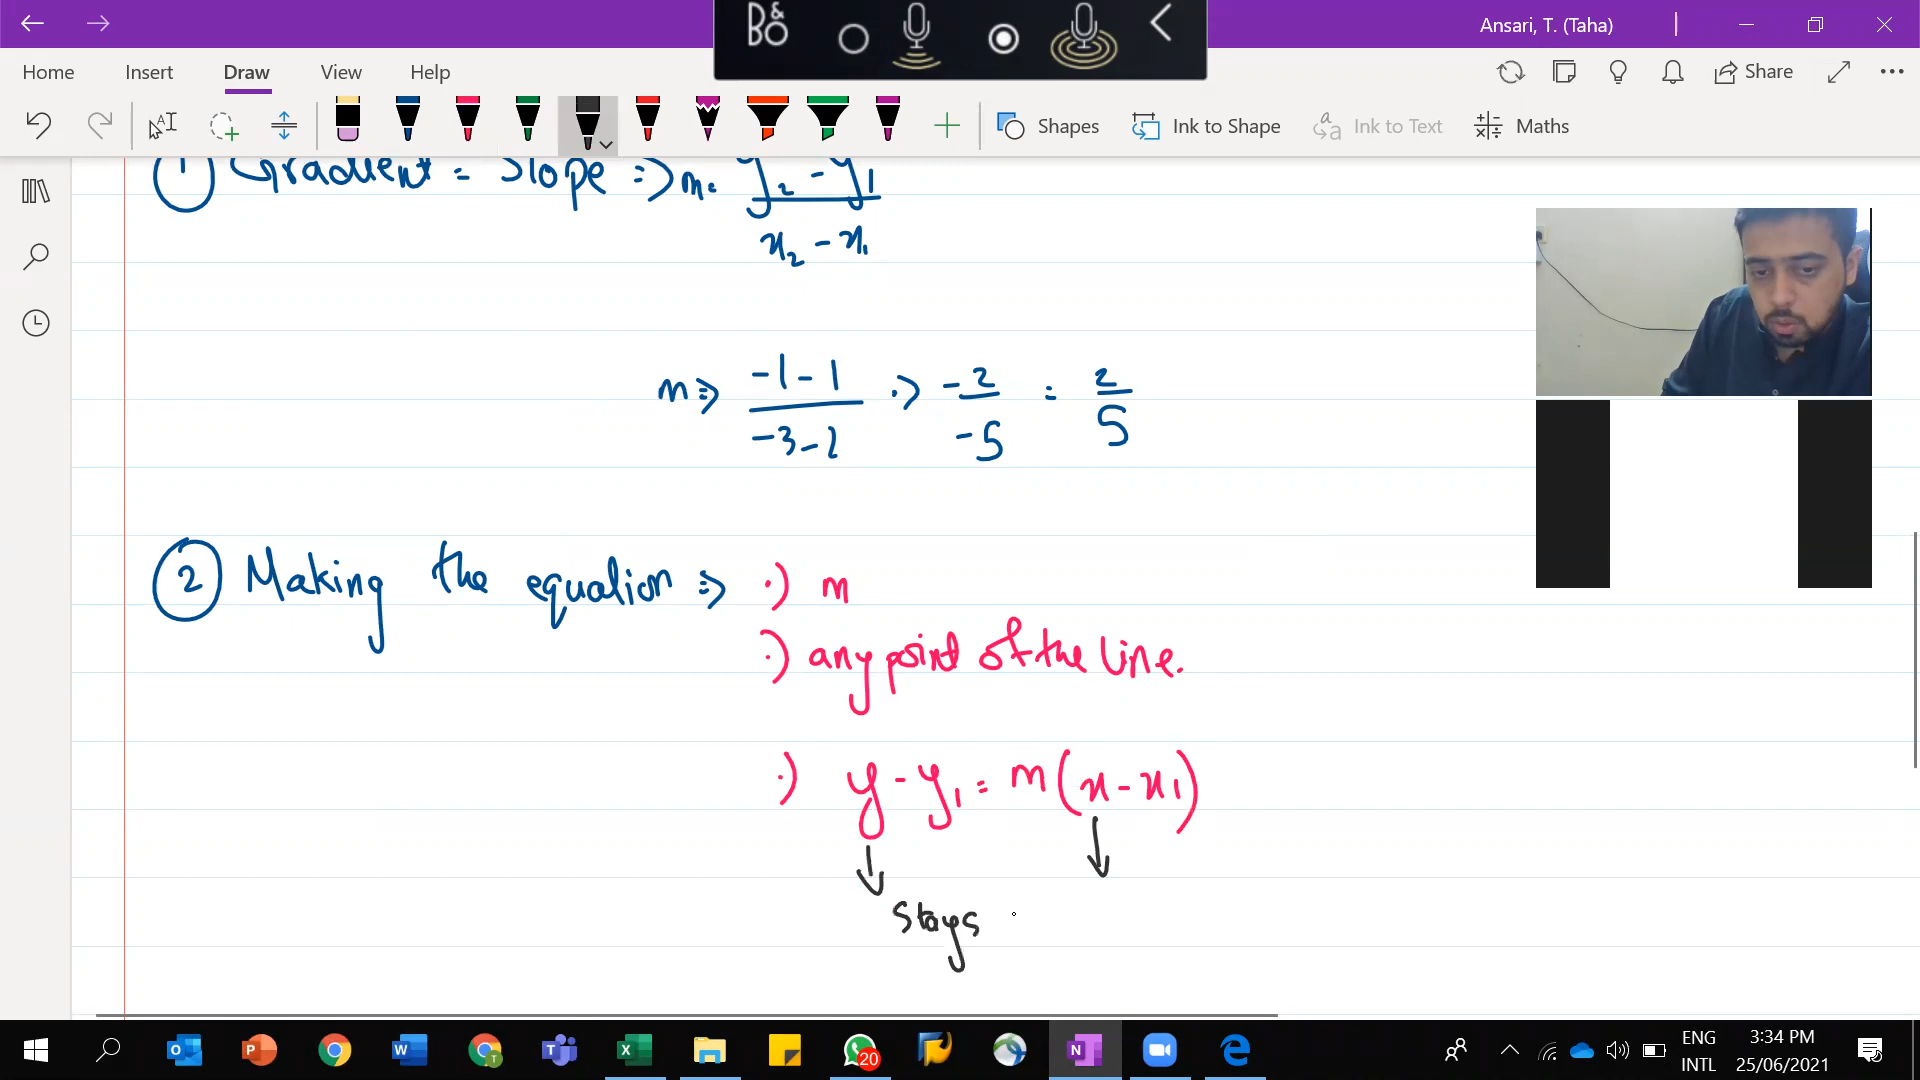 Ansari, T. (Taha)
B&O
Home Insert Draw View Help Share
Shapes Ink to Shape Ink to Text Maths
① Gradient = Slope => m = y₂ - y₁ / x₂ - x₁
m => -1 - 1 / -3 - 2 => -2 / -5 = 2 / 5
② Making the equation => ·) m
·) any point of the line.
·) y - y₁ = m(x - x₁)
Stays
20
ENG
INTL
3:34 PM
25/06/2021